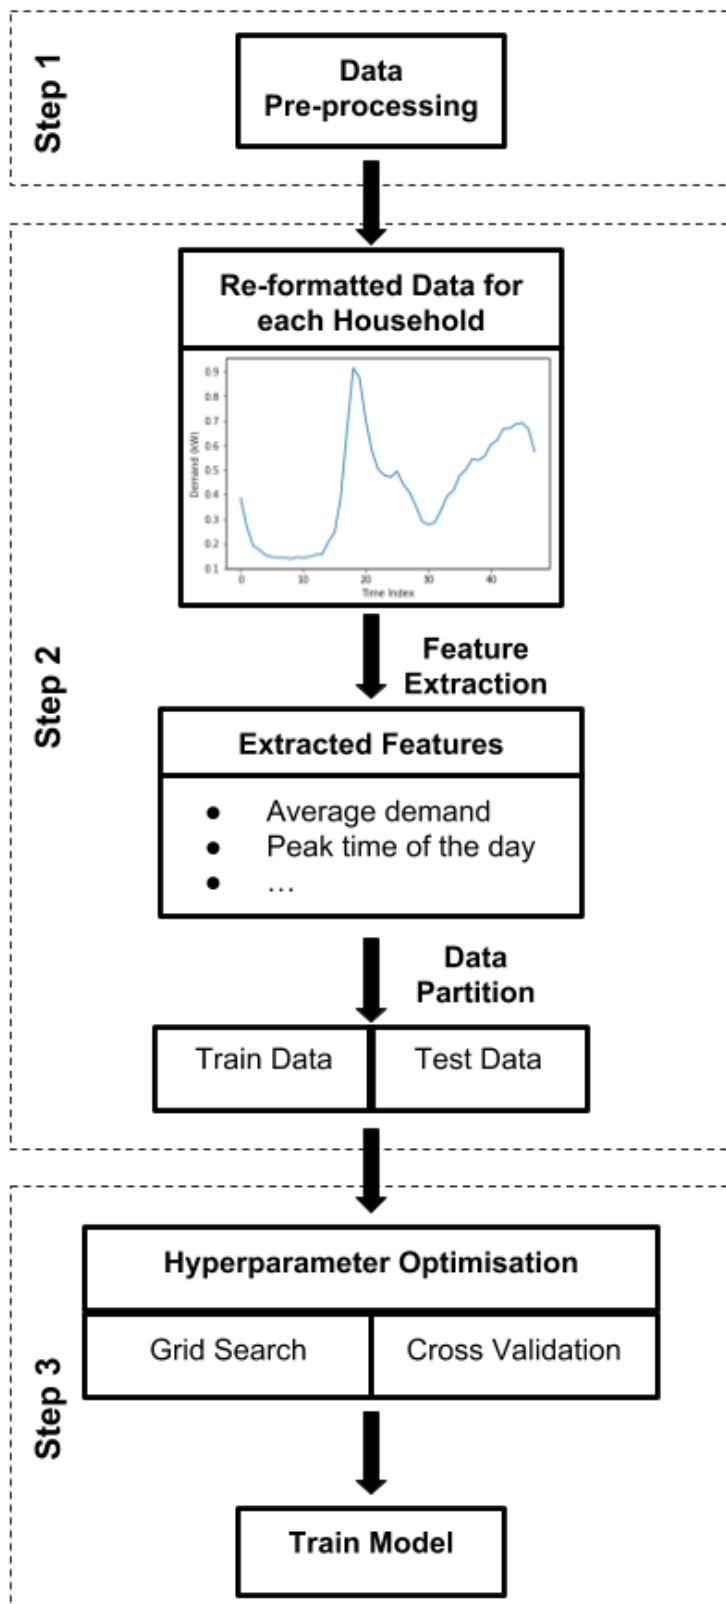 Step 1
Data
Pre-processing
Step 2
Re-formatted Data for
each Household
Demand (kW)
0.9
0.8
0.7
0.6
0.5
0.4
0.3
0.2
0.1
0 10 20 30 40
Time Index
Feature
Extraction
Extracted Features
● Average demand
● Peak time of the day
● ...
Data
Partition
Train Data Test Data
Step 3
Hyperparameter Optimisation
Grid Search Cross Validation
Train Model